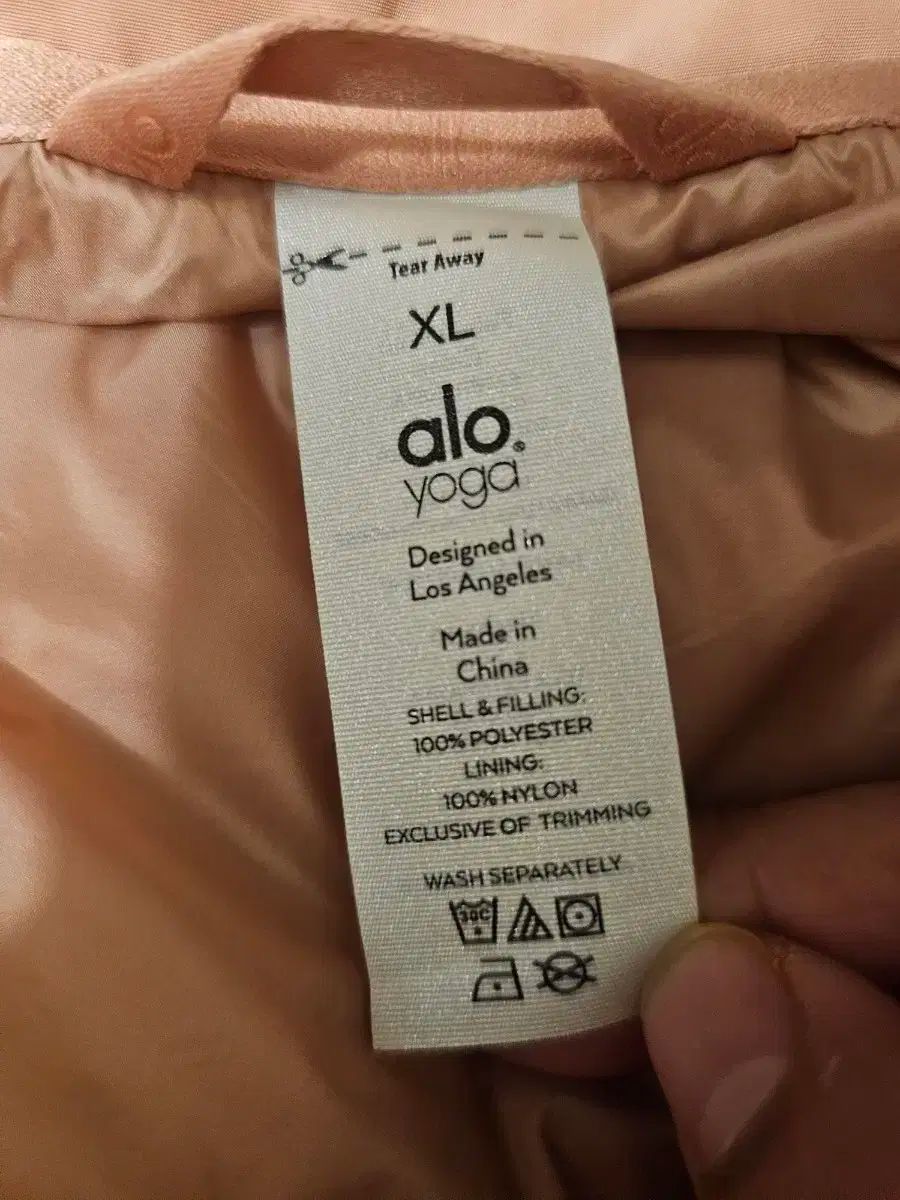 Tear Away
XL
alo®
yoga
Designed in
Los Angeles
Made in
China
SHELL & FILLING:
100% POLYESTER
LINING:
100% NYLON
EXCLUSIVE OF TRIMMING
WASH SEPARATELY
30C